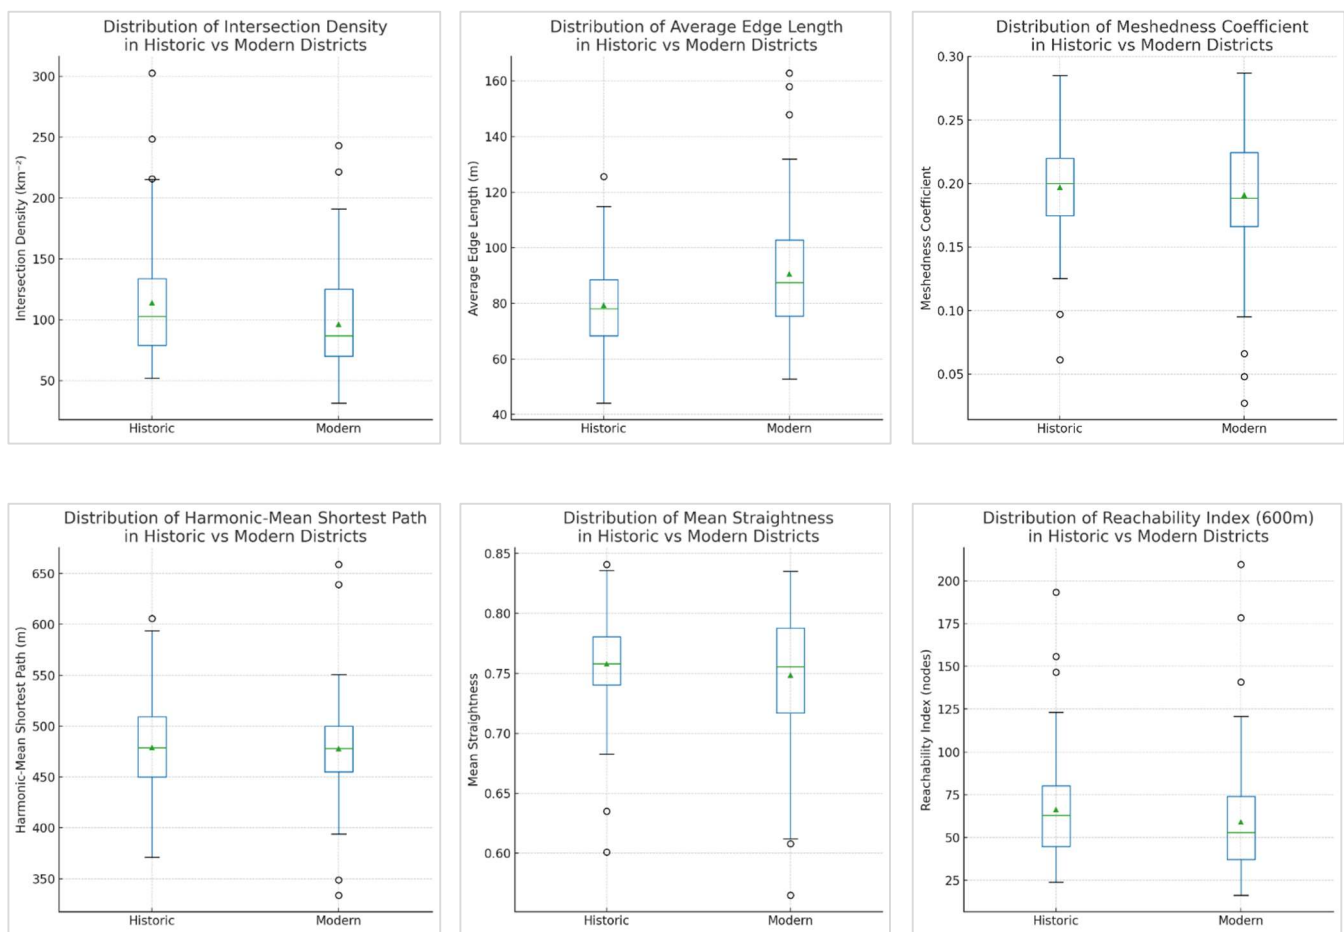 Distribution of Intersection Density
in Historic vs Modern Districts
Intersection Density (km⁻²)
300
250
200
150
100
50
Historic
Modern
Distribution of Average Edge Length
in Historic vs Modern Districts
Average Edge Length (m)
160
140
120
100
80
60
40
Historic
Modern
Distribution of Meshedness Coefficient
in Historic vs Modern Districts
Meshedness Coefficient
0.30
0.25
0.20
0.15
0.10
0.05
Historic
Modern
Distribution of Harmonic-Mean Shortest Path
in Historic vs Modern Districts
Harmonic-Mean Shortest Path (m)
650
600
550
500
450
400
350
Historic
Modern
Distribution of Mean Straightness
in Historic vs Modern Districts
Mean Straightness
0.85
0.80
0.75
0.70
0.65
0.60
Historic
Modern
Distribution of Reachability Index (600m)
in Historic vs Modern Districts
Reachability Index (nodes)
200
175
150
125
100
75
50
25
Historic
Modern